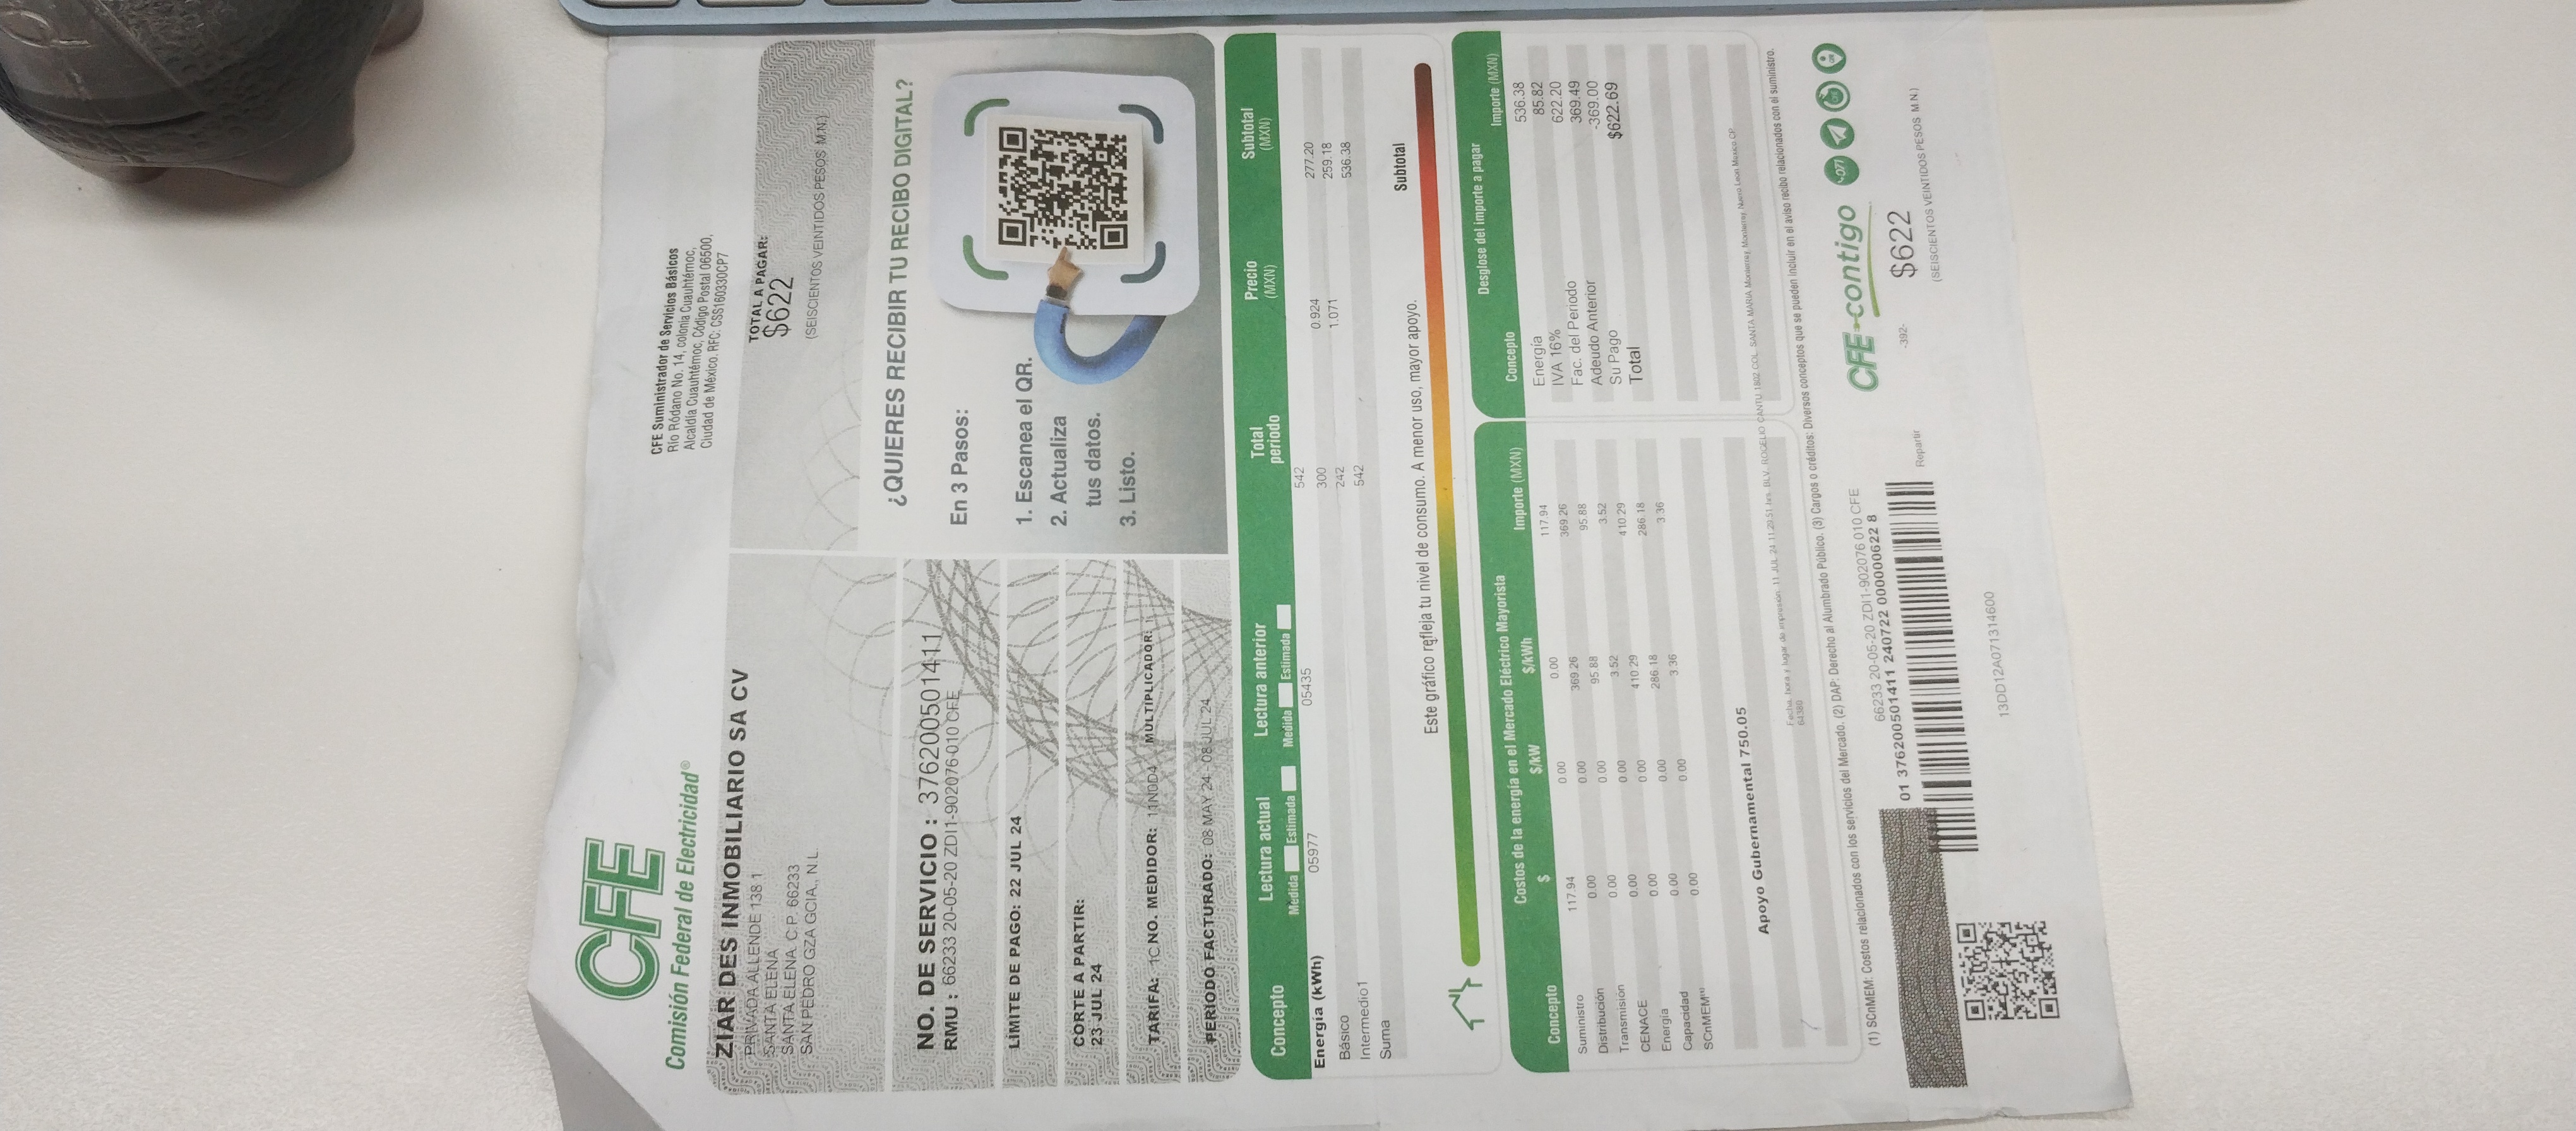 CFE
Comisión Federal de Electricidad®
CFE Suministrador de Servicios Básicos
Río Ródano No. 14, colonia Cuauhtémoc,
Alcaldía Cuauhtémoc, Código Postal 06500,
Ciudad de México. RFC: CSS160330CP7
ZIAR DES INMOBILIARIO SA CV
PRIVADA ALLENDE 138 1
SANTA ELENA
SANTA ELENA. C.P. 66233
SAN PEDRO GZA GCIA., N.L.
TOTAL A PAGAR:
$622
(SEISCIENTOS VEINTIDOS PESOS M.N.)
NO. DE SERVICIO : 376200501411
RMU : 66233 20-05-20 ZDI1-902076-010 CFE
LÍMITE DE PAGO: 22 JUL 24
CORTE A PARTIR:
23 JUL 24
TARIFA: 1C NO. MEDIDOR: 11N0D4 MULTIPLICADOR:
PERIODO FACTURADO: 08 MAY 24 - 08 JUL 24
¿QUIERES RECIBIR TU RECIBO DIGITAL?
En 3 Pasos:
1. Escanea el QR.
2. Actualiza
tus datos.
3. Listo.
Concepto Lectura actual Lectura anterior Total periodo Precio (MXN) Subtotal (MXN)
Medida Estimada Medida Estimada
Energía (kWh) 05977 05435 542
Básico 300 0.924 277.20
Intermedio1 242 1.071 259.18
Suma 542 536.38
Subtotal
Este gráfico refleja tu nivel de consumo. A menor uso, mayor apoyo.
Costos de la energía en el Mercado Eléctrico Mayorista
Concepto $ $/kW $/kWh Importe (MXN)
Suministro 117.94 0.00 0.00 117.94
Distribución 0.00 0.00 369.26 369.26
Transmisión 0.00 0.00 95.88 95.88
CENACE 0.00 0.00 3.52 3.52
Energía 0.00 0.00 410.29 410.29
Capacidad 0.00 0.00 286.18 286.18
SCnMEM⁽¹⁾ 0.00 0.00 3.36 3.36
Apoyo Gubernamental 750.05
Desglose del importe a pagar
Concepto Importe (MXN)
Energía 536.38
IVA 16% 85.82
Fac. del Periodo 622.20
Adeudo Anterior 369.49
Su Pago -369.00
Total $622.69
Fecha, hora y lugar de impresión: 11 JUL 24 11:29:51 hrs. BLV. ROGELIO CANTU 1802 COL. SANTA MARIA Monterrey, Monterrey, Nuevo León México CP.
64380
(1) SCnMEM: Costos relacionados con los servicios del Mercado. (2) DAP: Derecho al Alumbrado Público. (3) Cargos o créditos: Diversos conceptos que se pueden incluir en el aviso recibo relacionados con el suministro.
CFE-contigo 071
66233 20-05-20 ZDI1-902076 010 CFE
01 376200501411 240722 000000622 8
Repartir
-392-
$622
(SEISCIENTOS VEINTIDOS PESOS M.N.)
13DD12A071314600